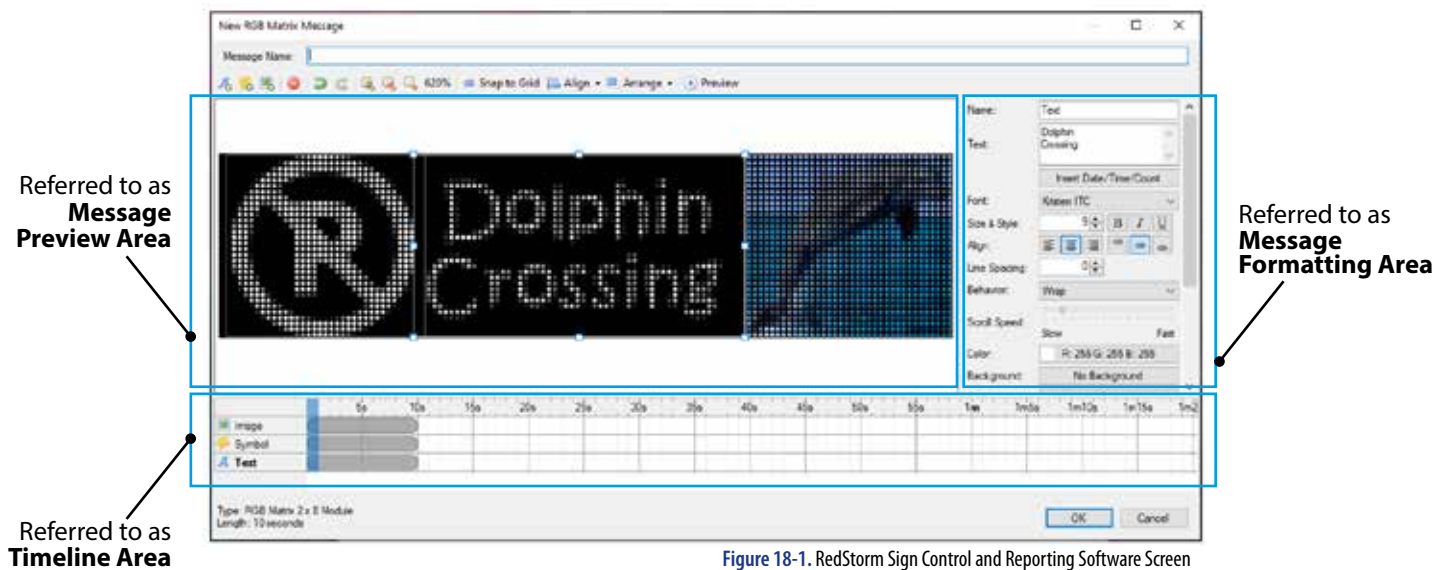 New RGB Matrix Message
Message Name:
620% Snap to Grid Align Arrange Preview
Name: Text
Text: Dolphin
Crossing
Insert Date/Time/Count
Font: Kristen ITC
Size & Style 9 B I U
Align:
Line Spacing: 0
Behavior: Wrap
Scroll Speed:
Slow Fast
Color: R: 255 G: 255 B: 255
Background: No Background
R
Dolphin
Crossing
Referred to as
Message
Preview Area
Referred to as
Message
Formatting Area
5s 10s 15s 20s 25s 30s 35s 40s 45s 50s 55s 1m 1m5s 1m10s 1m15s 1m2
Image
Symbol
Text
Referred to as
Timeline Area
Type: RGB Matrix 2 x 8 Module
Length: 10 seconds
OK Cancel
Figure 18-1. RedStorm Sign Control and Reporting Software Screen